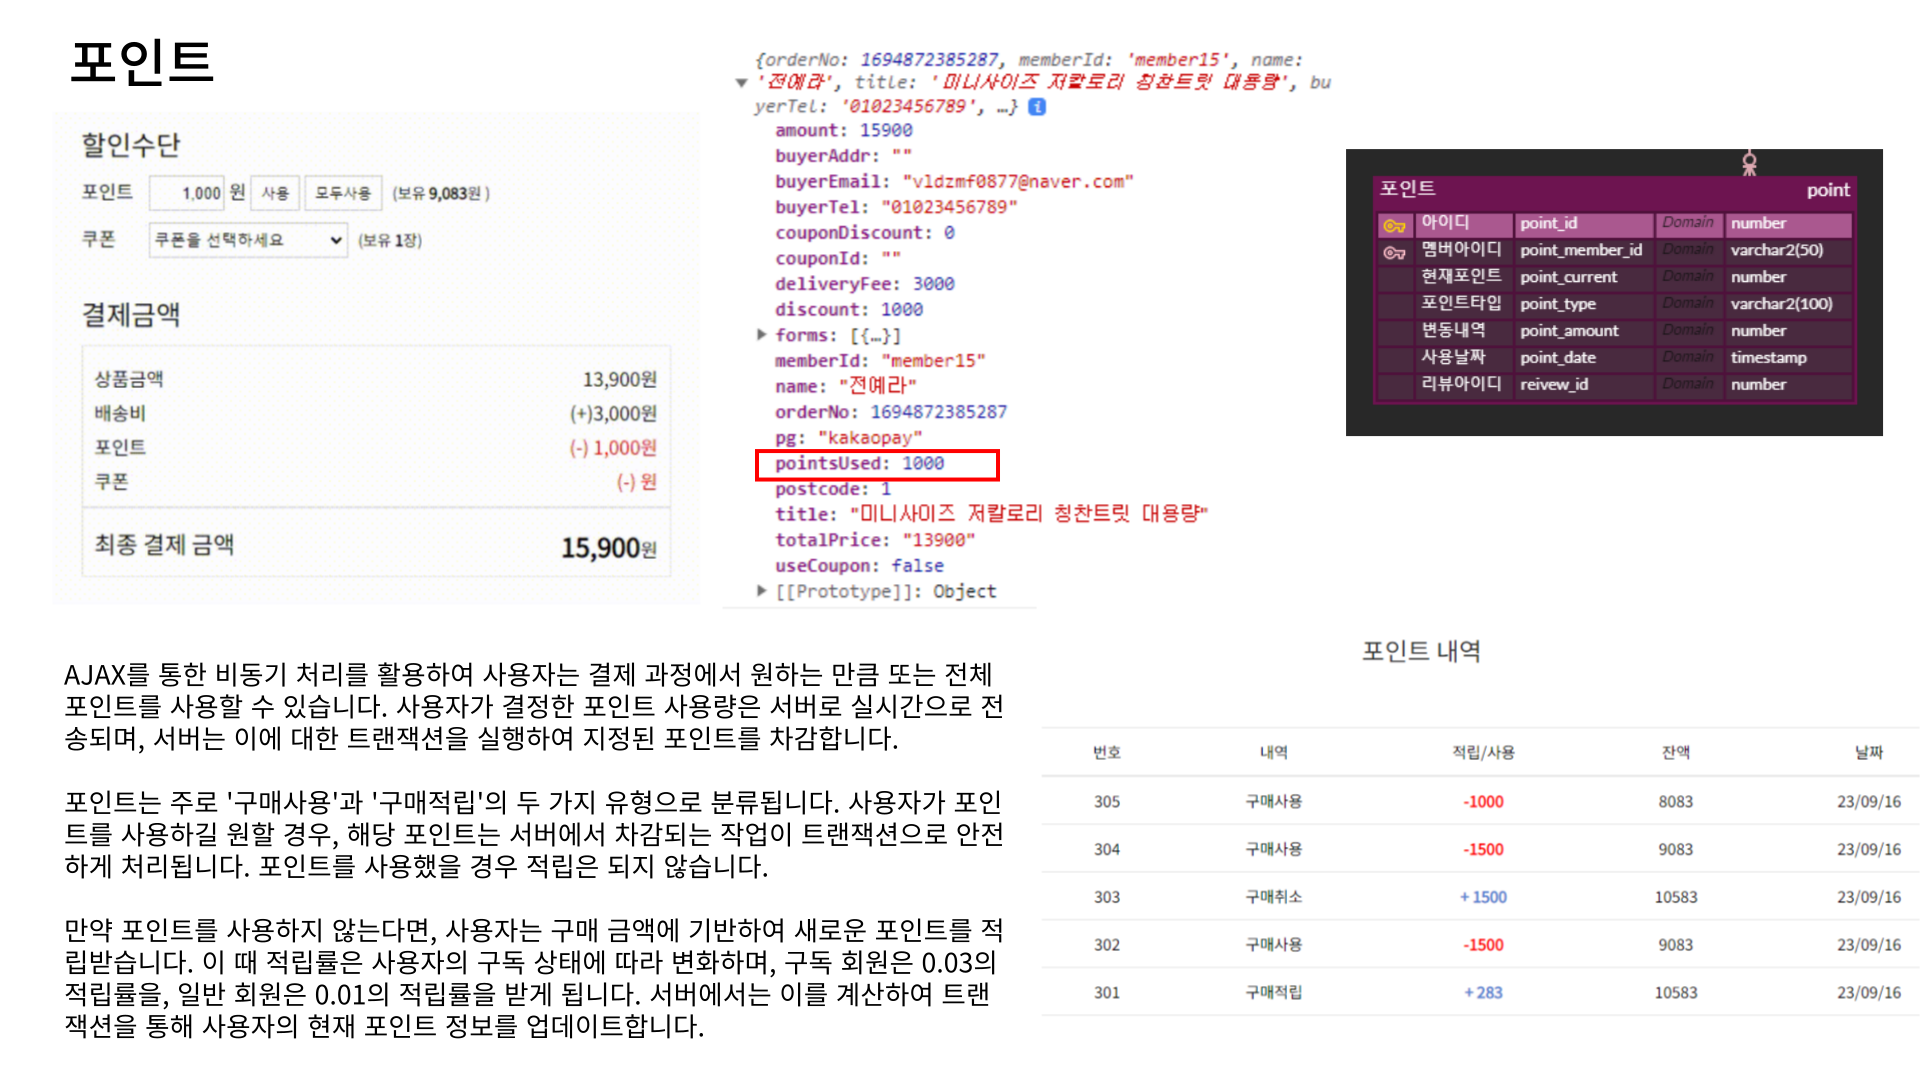 포인트
할인수단
포인트 1,000 원 사용 모두사용 (보유 9,083원 )
쿠폰 쿠폰을 선택하세요 (보유 1장)
결제금액
상품금액 13,900원
배송비 (+)3,000원
포인트 (-) 1,000원
쿠폰 (-) 원
최종 결제 금액 15,900원
{orderNo: 1694872385287, memberId: 'member15', name:
'전예라', title: '미니사이즈 저칼로리 칭찬트릿 대용량', bu
yerTel: '01023456789', …} i
amount: 15900
buyerAddr: ""
buyerEmail: "vldzmf0877@naver.com"
buyerTel: "01023456789"
couponDiscount: 0
couponId: ""
deliveryFee: 3000
discount: 1000
forms: [{…}]
memberId: "member15"
name: "전예라"
orderNo: 1694872385287
pg: "kakaopay"
pointsUsed: 1000
postcode: 1
title: "미니사이즈 저칼로리 칭찬트릿 대용량"
totalPrice: "13900"
useCoupon: false
[[Prototype]]: Object
포인트 point
아이디 point_id Domain number
멤버아이디 point_member_id Domain varchar2(50)
현재포인트 point_current Domain number
포인트타입 point_type Domain varchar2(100)
변동내역 point_amount Domain number
사용날짜 point_date Domain timestamp
리뷰아이디 reivew_id Domain number
AJAX를 통한 비동기 처리를 활용하여 사용자는 결제 과정에서 원하는 만큼 또는 전체
포인트를 사용할 수 있습니다. 사용자가 결정한 포인트 사용량은 서버로 실시간으로 전
송되며, 서버는 이에 대한 트랜잭션을 실행하여 지정된 포인트를 차감합니다.
포인트는 주로 '구매사용'과 '구매적립'의 두 가지 유형으로 분류됩니다. 사용자가 포인
트를 사용하길 원할 경우, 해당 포인트는 서버에서 차감되는 작업이 트랜잭션으로 안전
하게 처리됩니다. 포인트를 사용했을 경우 적립은 되지 않습니다.
만약 포인트를 사용하지 않는다면, 사용자는 구매 금액에 기반하여 새로운 포인트를 적
립받습니다. 이 때 적립률은 사용자의 구독 상태에 따라 변화하며, 구독 회원은 0.03의
적립률을, 일반 회원은 0.01의 적립률을 받게 됩니다. 서버에서는 이를 계산하여 트랜
잭션을 통해 사용자의 현재 포인트 정보를 업데이트합니다.
포인트 내역
번호 내역 적립/사용 잔액 날짜
305 구매사용 -1000 8083 23/09/16
304 구매사용 -1500 9083 23/09/16
303 구매취소 +1500 10583 23/09/16
302 구매사용 -1500 9083 23/09/16
301 구매적립 +283 10583 23/09/16